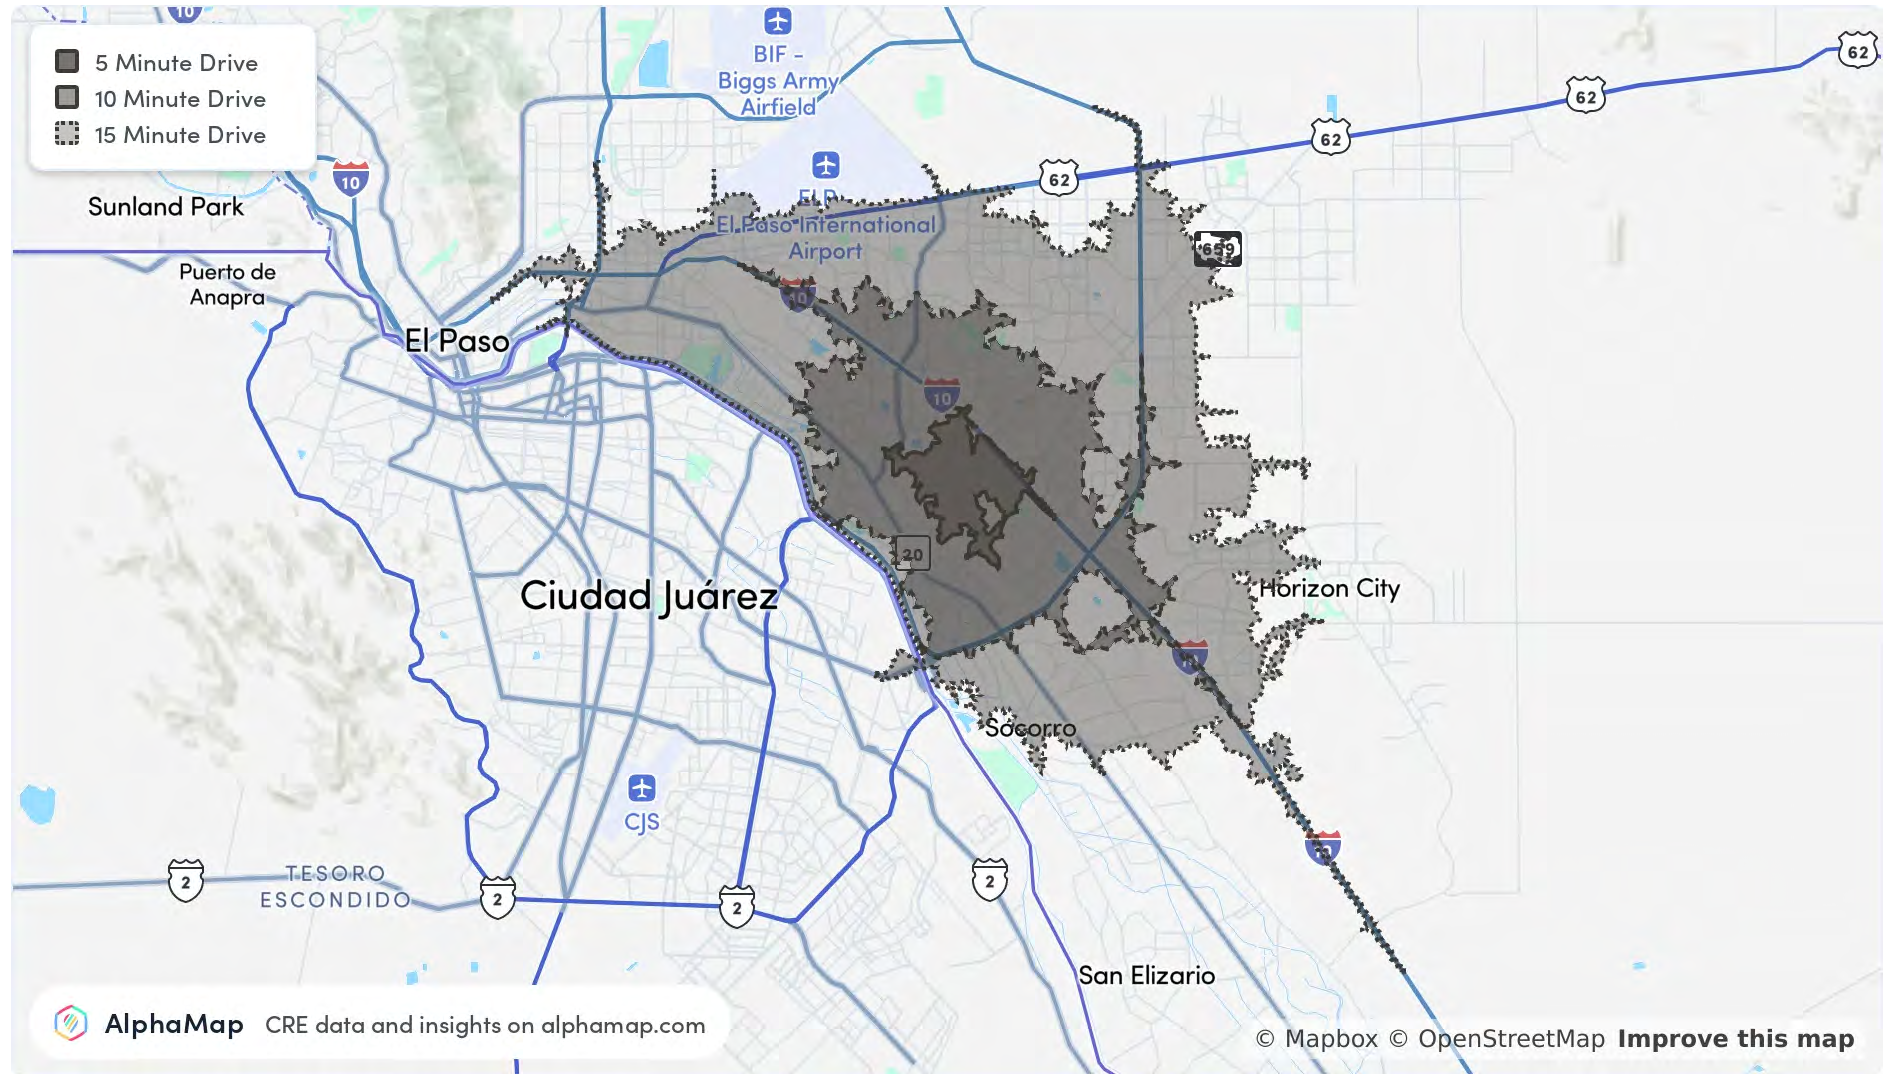 10
5 Minute Drive
10 Minute Drive
15 Minute Drive
BIF -
Biggs Army
Airfield
62
62
62
62
10
Sunland Park
ELP
El Paso International
Airport
659
Puerto de
Anapra
10
El Paso
10
20
Ciudad Juárez
Horizon City
10
Socorro
CJS
10
2
TESORO
ESCONDIDO
2
2
2
San Elizario
AlphaMap CRE data and insights on alphamap.com
© Mapbox © OpenStreetMap Improve this map